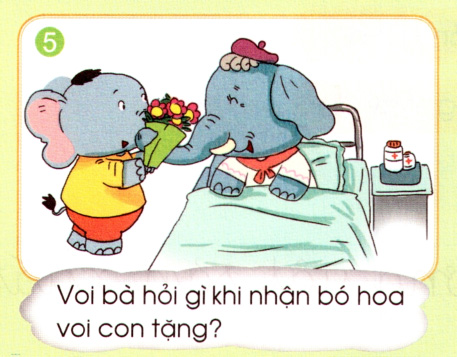 5
Voi bà hỏi gì khi nhận bó hoa
voi con tặng?